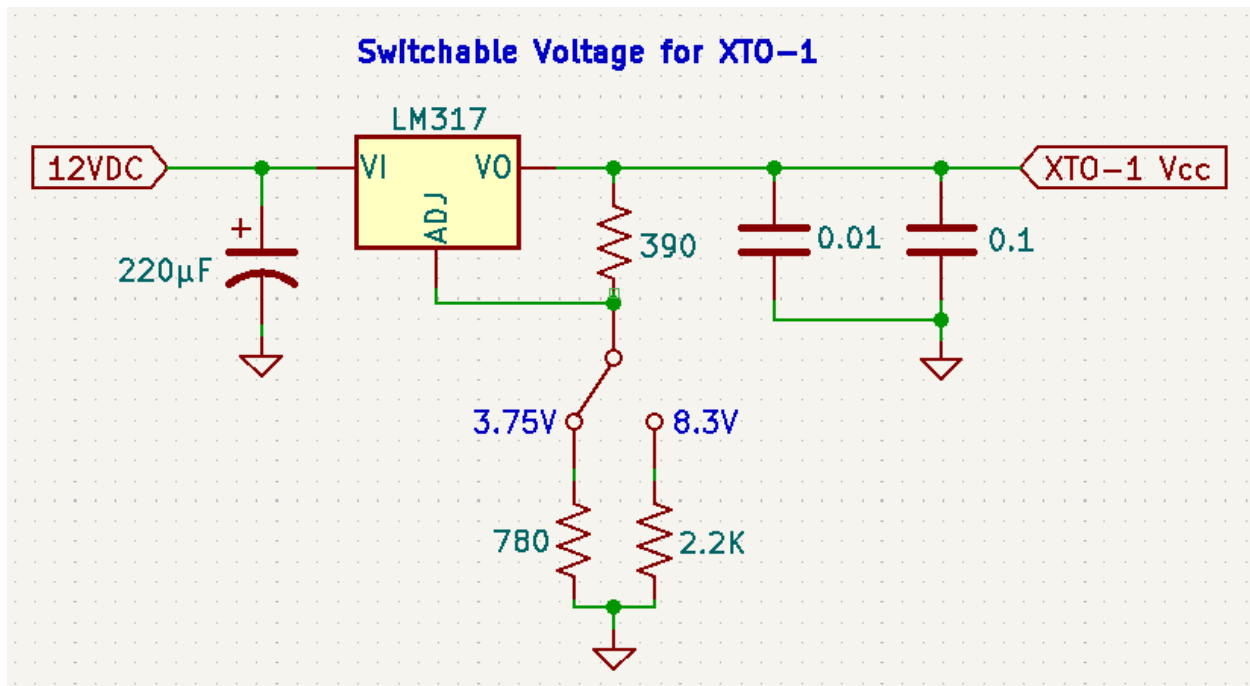 Switchable Voltage for XTO-1
LM317
12VDC
VI
VO
XTO-1 Vcc
ADJ
+
220µF
390
0.01
0.1
3.75V
8.3V
780
2.2K